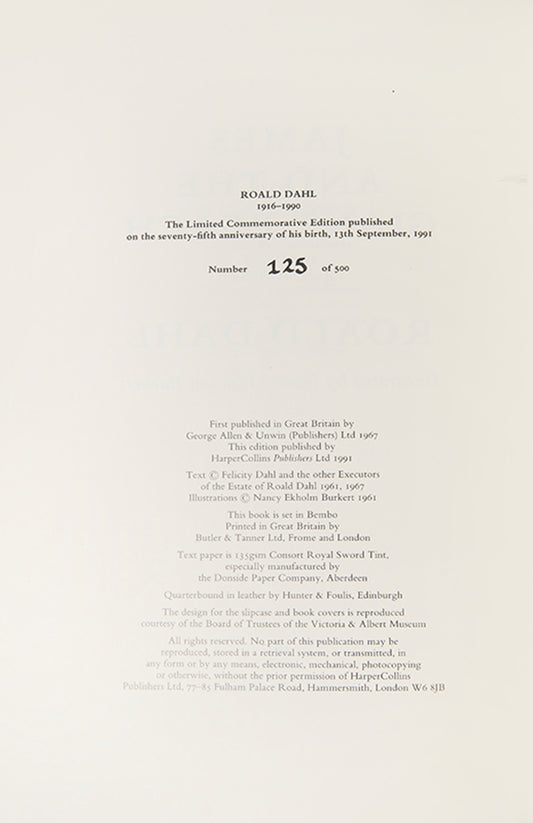 ROALD DAHL
1916–1990
The Limited Commemorative Edition published
on the seventy-fifth anniversary of his birth, 13th September, 1991
Number 125 of 500
First published in Great Britain by
George Allen & Unwin (Publishers) Ltd 1967
This edition published by
HarperCollins Publishers Ltd 1991
Text © Felicity Dahl and the other Executors
of the Estate of Roald Dahl 1961, 1967
Illustrations © Nancy Ekholm Burkert 1961
This book is set in Bembo
Printed in Great Britain by
Butler & Tanner Ltd, Frome and London
Text paper is 135gsm Consort Royal Sword Tint,
especially manufactured by
the Donside Paper Company, Aberdeen
Quarterbound in leather by Hunter & Foulis, Edinburgh
The design for the slipcase and book covers is reproduced
courtesy of the Board of Trustees of the Victoria & Albert Museum
All rights reserved. No part of this publication may be
reproduced, stored in a retrieval system, or transmitted, in
any form or by any means, electronic, mechanical, photocopying
or otherwise, without the prior permission of HarperCollins
Publishers Ltd, 77–85 Fulham Palace Road, Hammersmith, London W6 8JB